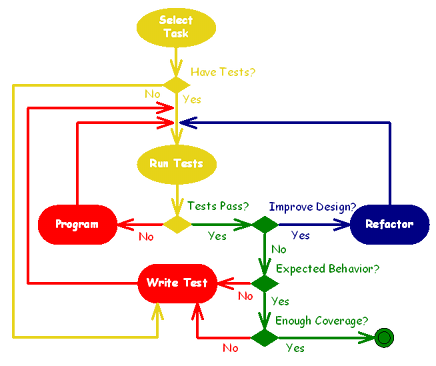 Select
Task
Have Tests?
No
Yes
Run Tests
Tests Pass?
Improve Design?
Program
No
Yes
Yes
Refactor
No
Expected Behavior?
Write Test
No
Yes
Enough Coverage?
No
Yes